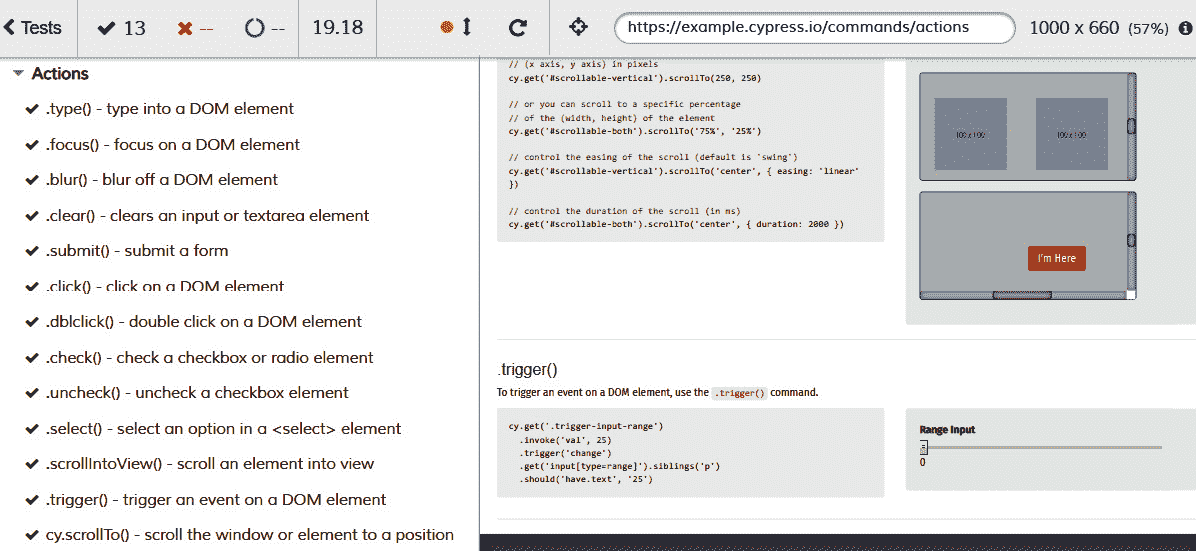 Tests
13
--
--
19.18
https://example.cypress.io/commands/actions
1000 x 660 (57%)
Actions
.type() - type into a DOM element
.focus() - focus on a DOM element
.blur() - blur off a DOM element
.clear() - clears an input or textarea element
.submit() - submit a form
.click() - click on a DOM element
.dblclick() - double click on a DOM element
.check() - check a checkbox or radio element
.uncheck() - uncheck a checkbox element
.select() - select an option in a <select> element
.scrollIntoView() - scroll an element into view
.trigger() - trigger an event on a DOM element
cy.scrollTo() - scroll the window or element to a position
// (x axis, y axis) in pixels
cy.get('#scrollable-vertical').scrollTo(250, 250)
// or you can scroll to a specific percentage
// of the (width, height) of the element
cy.get('#scrollable-both').scrollTo('75%', '25%')
// control the easing of the scroll (default is 'swing')
cy.get('#scrollable-vertical').scrollTo('center', { easing: 'linear'
})
// control the duration of the scroll (in ms)
cy.get('#scrollable-both').scrollTo('center', { duration: 2000 })
100 x 100
100 x 100
I'm Here
.trigger()
To trigger an event on a DOM element, use the .trigger() command.
cy.get('.trigger-input-range')
.invoke('val', 25)
.trigger('change')
.get('input[type=range]').siblings('p')
.should('have.text', '25')
Range Input
0